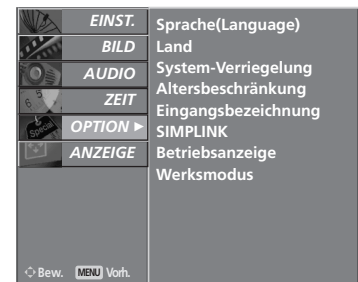 EINST.
BILD
AUDIO
ZEIT
OPTION ►
ANZEIGE
Bew. MENU Vorh.
Sprache(Language)
Land
System-Verriegelung
Altersbeschränkung
Eingangsbezeichnung
SIMPLINK
Betriebsanzeige
Werksmodus